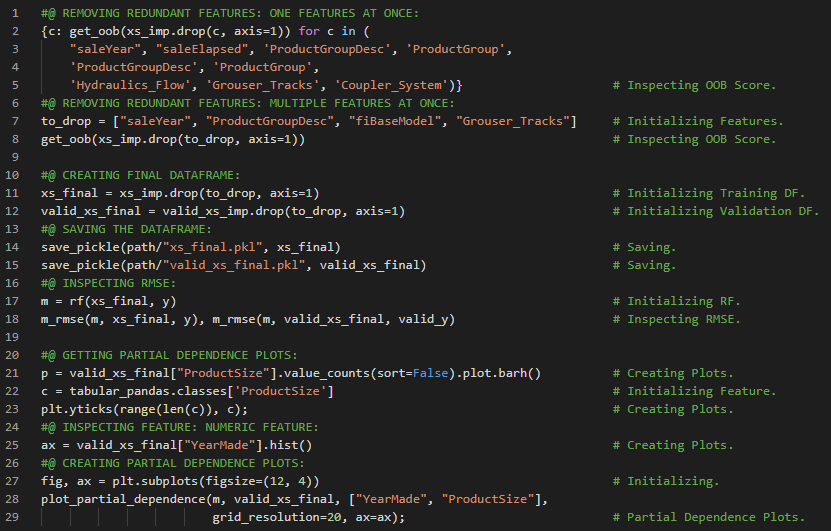 1 #@ REMOVING REDUNDANT FEATURES: ONE FEATURES AT ONCE:
2 {c: get_oob(xs_imp.drop(c, axis=1)) for c in (
3 "saleYear", "saleElapsed", 'ProductGroupDesc', 'ProductGroup',
4 'ProductGroupDesc', 'ProductGroup',
5 'Hydraulics_Flow', 'Grouser_Tracks', 'Coupler_System')} # Inspecting OOB Score.
6 #@ REMOVING REDUNDANT FEATURES: MULTIPLE FEATURES AT ONCE:
7 to_drop = ["saleYear", "ProductGroupDesc", "fiBaseModel", "Grouser_Tracks"] # Initializing Features.
8 get_oob(xs_imp.drop(to_drop, axis=1)) # Inspecting OOB Score.
9
10 #@ CREATING FINAL DATAFRAME:
11 xs_final = xs_imp.drop(to_drop, axis=1) # Initializing Training DF.
12 valid_xs_final = valid_xs_imp.drop(to_drop, axis=1) # Initializing Validation DF.
13 #@ SAVING THE DATAFRAME:
14 save_pickle(path/"xs_final.pkl", xs_final) # Saving.
15 save_pickle(path/"valid_xs_final.pkl", valid_xs_final) # Saving.
16 #@ INSPECTING RMSE:
17 m = rf(xs_final, y) # Initializing RF.
18 m_rmse(m, xs_final, y), m_rmse(m, valid_xs_final, valid_y) # Inspecting RMSE.
19
20 #@ GETTING PARTIAL DEPENDENCE PLOTS:
21 p = valid_xs_final["ProductSize"].value_counts(sort=False).plot.barh() # Creating Plots.
22 c = tabular_pandas.classes['ProductSize'] # Initializing Feature.
23 plt.yticks(range(len(c)), c); # Creating Plots.
24 #@ INSPECTING FEATURE: NUMERIC FEATURE:
25 ax = valid_xs_final["YearMade"].hist() # Creating Plots.
26 #@ CREATING PARTIAL DEPENDENCE PLOTS:
27 fig, ax = plt.subplots(figsize=(12, 4)) # Initializing.
28 plot_partial_dependence(m, valid_xs_final, ["YearMade", "ProductSize"],
29 grid_resolution=20, ax=ax); # Partial Dependence Plots.